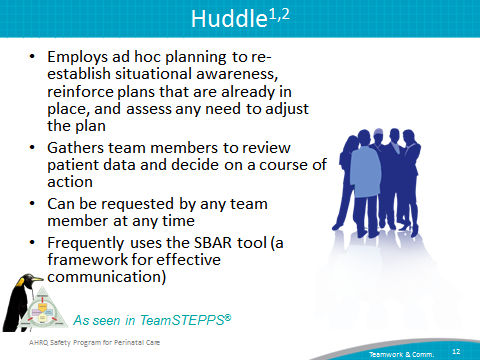 Huddle1,2
• Employs ad hoc planning to re-
establish situational awareness,
reinforce plans that are already in
place, and assess any need to adjust
the plan
• Gathers team members to review
patient data and decide on a course of
action
• Can be requested by any team
member at any time
• Frequently uses the SBAR tool (a
framework for effective
communication)
As seen in TeamSTEPPS®
AHRQ Safety Program for Perinatal Care
Teamwork & Comm.
12